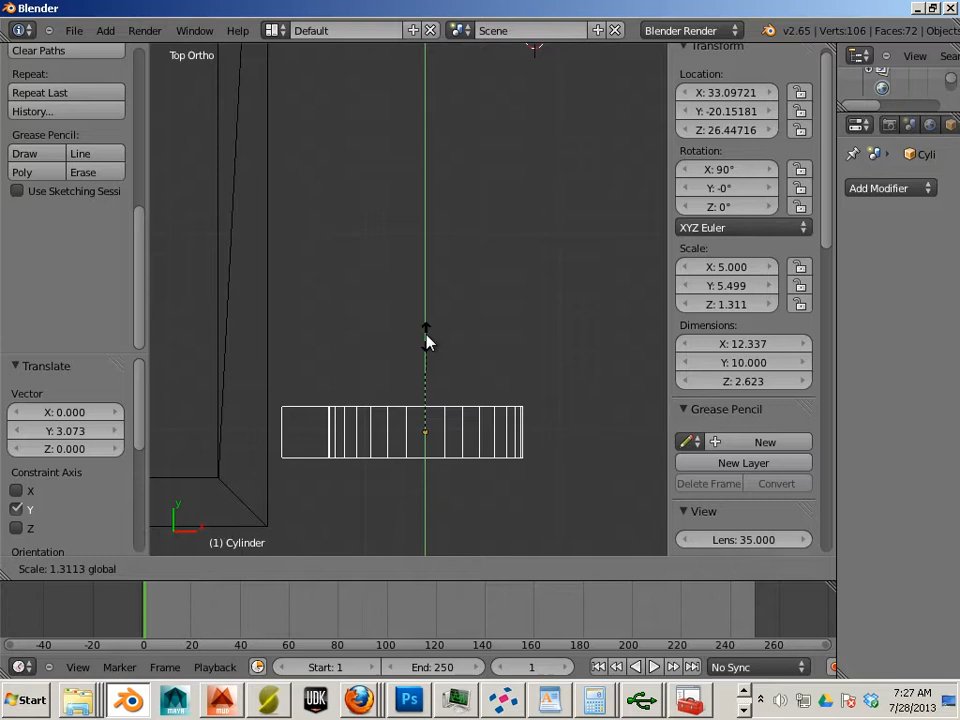 Blender
File Add Render Window Help Default Scene Blender Render v2.65 | Verts:106 | Faces:72 | Objects
Clear Paths
Repeat:
Repeat Last
History...
Grease Pencil:
Draw Line
Poly Erase
Use Sketching Sessi
Translate
Vector
X: 0.000
Y: 3.073
Z: 0.000
Constraint Axis
X
Y
Z
Orientation
Top Ortho
y
x
(1) Cylinder
Transform
Location:
X: 33.09721
Y: -20.15181
Z: 26.44716
Rotation:
X: 90°
Y: -0°
Z: 0°
XYZ Euler
Scale:
X: 5.000
Y: 5.499
Z: 1.311
Dimensions:
X: 12.337
Y: 10.000
Z: 2.623
Grease Pencil
New
New Layer
Delete Frame Convert
View
Lens: 35.000
View Sear
Cyli
Add Modifier
Scale: 1.3113 global
-40 -20 0 20 40 60 80 100 120 140 160 180 200 220 240 260 280
View Marker Frame Playback Start: 1 End: 250 1 No Sync
Start UDK Ps 7:27 AM
7/28/2013